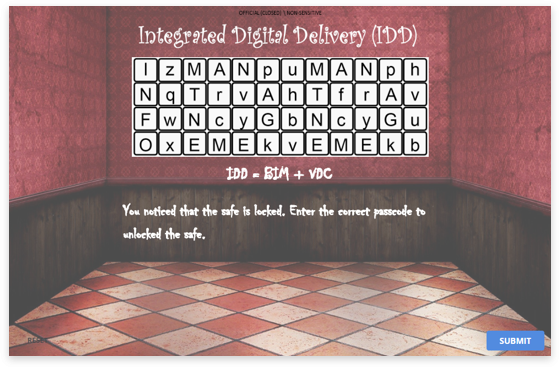 OFFICIAL (CLOSED) \ NON-SENSITIVE
Integrated Digital Delivery (IDD)
I z M A N p u M A N p h
N q T r v A h T f r A v
F w N c y G b N c y G u
O x E M E k v E M E k b
IDD = BIM + VDC
You noticed that the safe is locked. Enter the correct passcode to
unlocked the safe.
SUBMIT